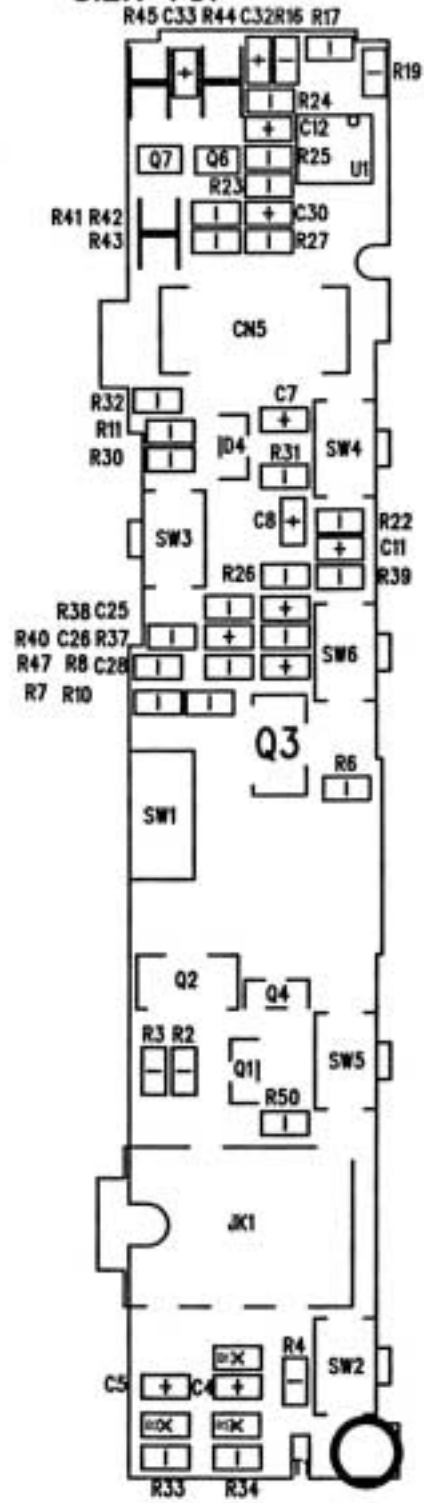 R45 C33 R44 C32 R16 R17
R19
R24
C12
Q7 Q6 R25 U1
R23
R41 R42 C30
R43 R27
CN5
R32 C7
R11 D4 SW4
R30 R31
C8 R22
SW3 C11
R26 R39
R38 C25
R40 C26 R37 SW6
R47 R8 C28
R7 R10
Q3
R6
SW1
Q2 Q4
R3 R2 Q1 SW5
R50
JK1
R4 SW2
C5 C4
R33 R34